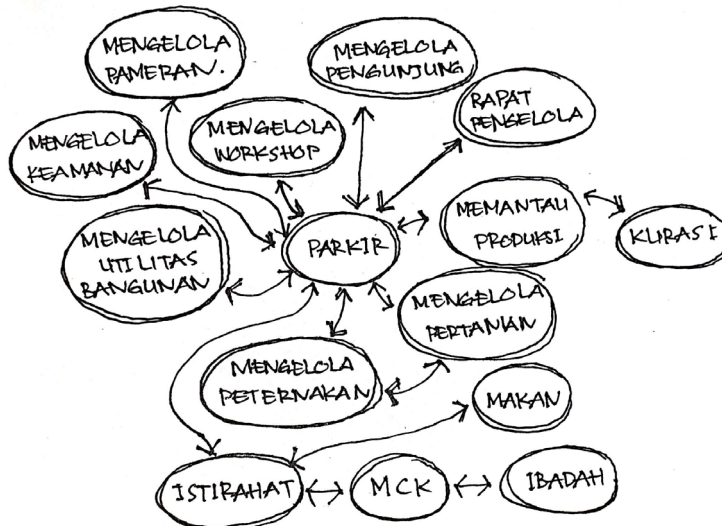 MENGELOLA
PAMERAN.
MENGELOLA
PENGUNJUNG
RAPAT
PENGELOLA
MENGELOLA
KEAMANAN
MENGELOLA
WORKSHOP
MENGELOLA
UTILITAS
BANGUNAN
PARKIR
MEMANTAU
PRODUKSI
KURASI
MENGELOLA
PERTANIAN
MENGELOLA
PETERNAKAN
MAKAN
ISTIRAHAT
MCK
IBADAH